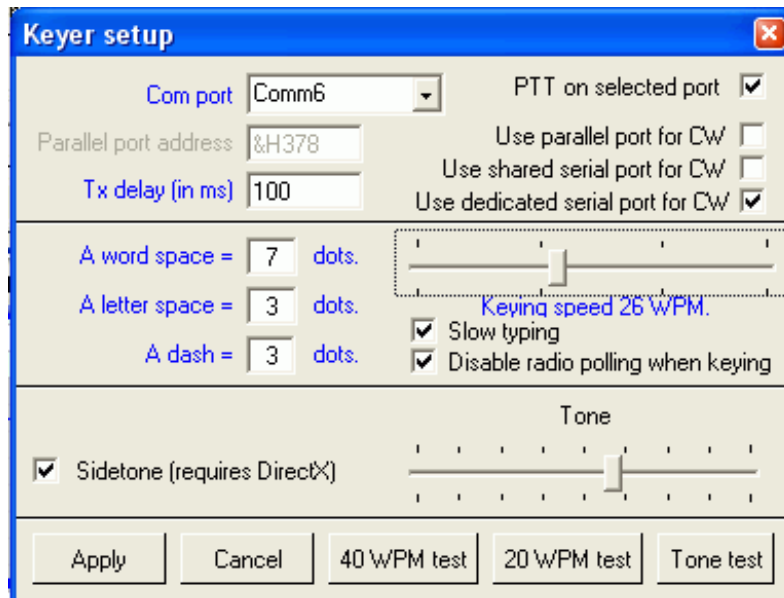 Keyer setup
Com port Comm6 PTT on selected port
Parallel port address &H378 Use parallel port for CW
Use shared serial port for CW
Tx delay (in ms) 100 Use dedicated serial port for CW
A word space = 7 dots.
Keying speed 26 WPM.
A letter space = 3 dots.
Slow typing
A dash = 3 dots. Disable radio polling when keying
Tone
Sidetone (requires DirectX)
Apply Cancel 40 WPM test 20 WPM test Tone test